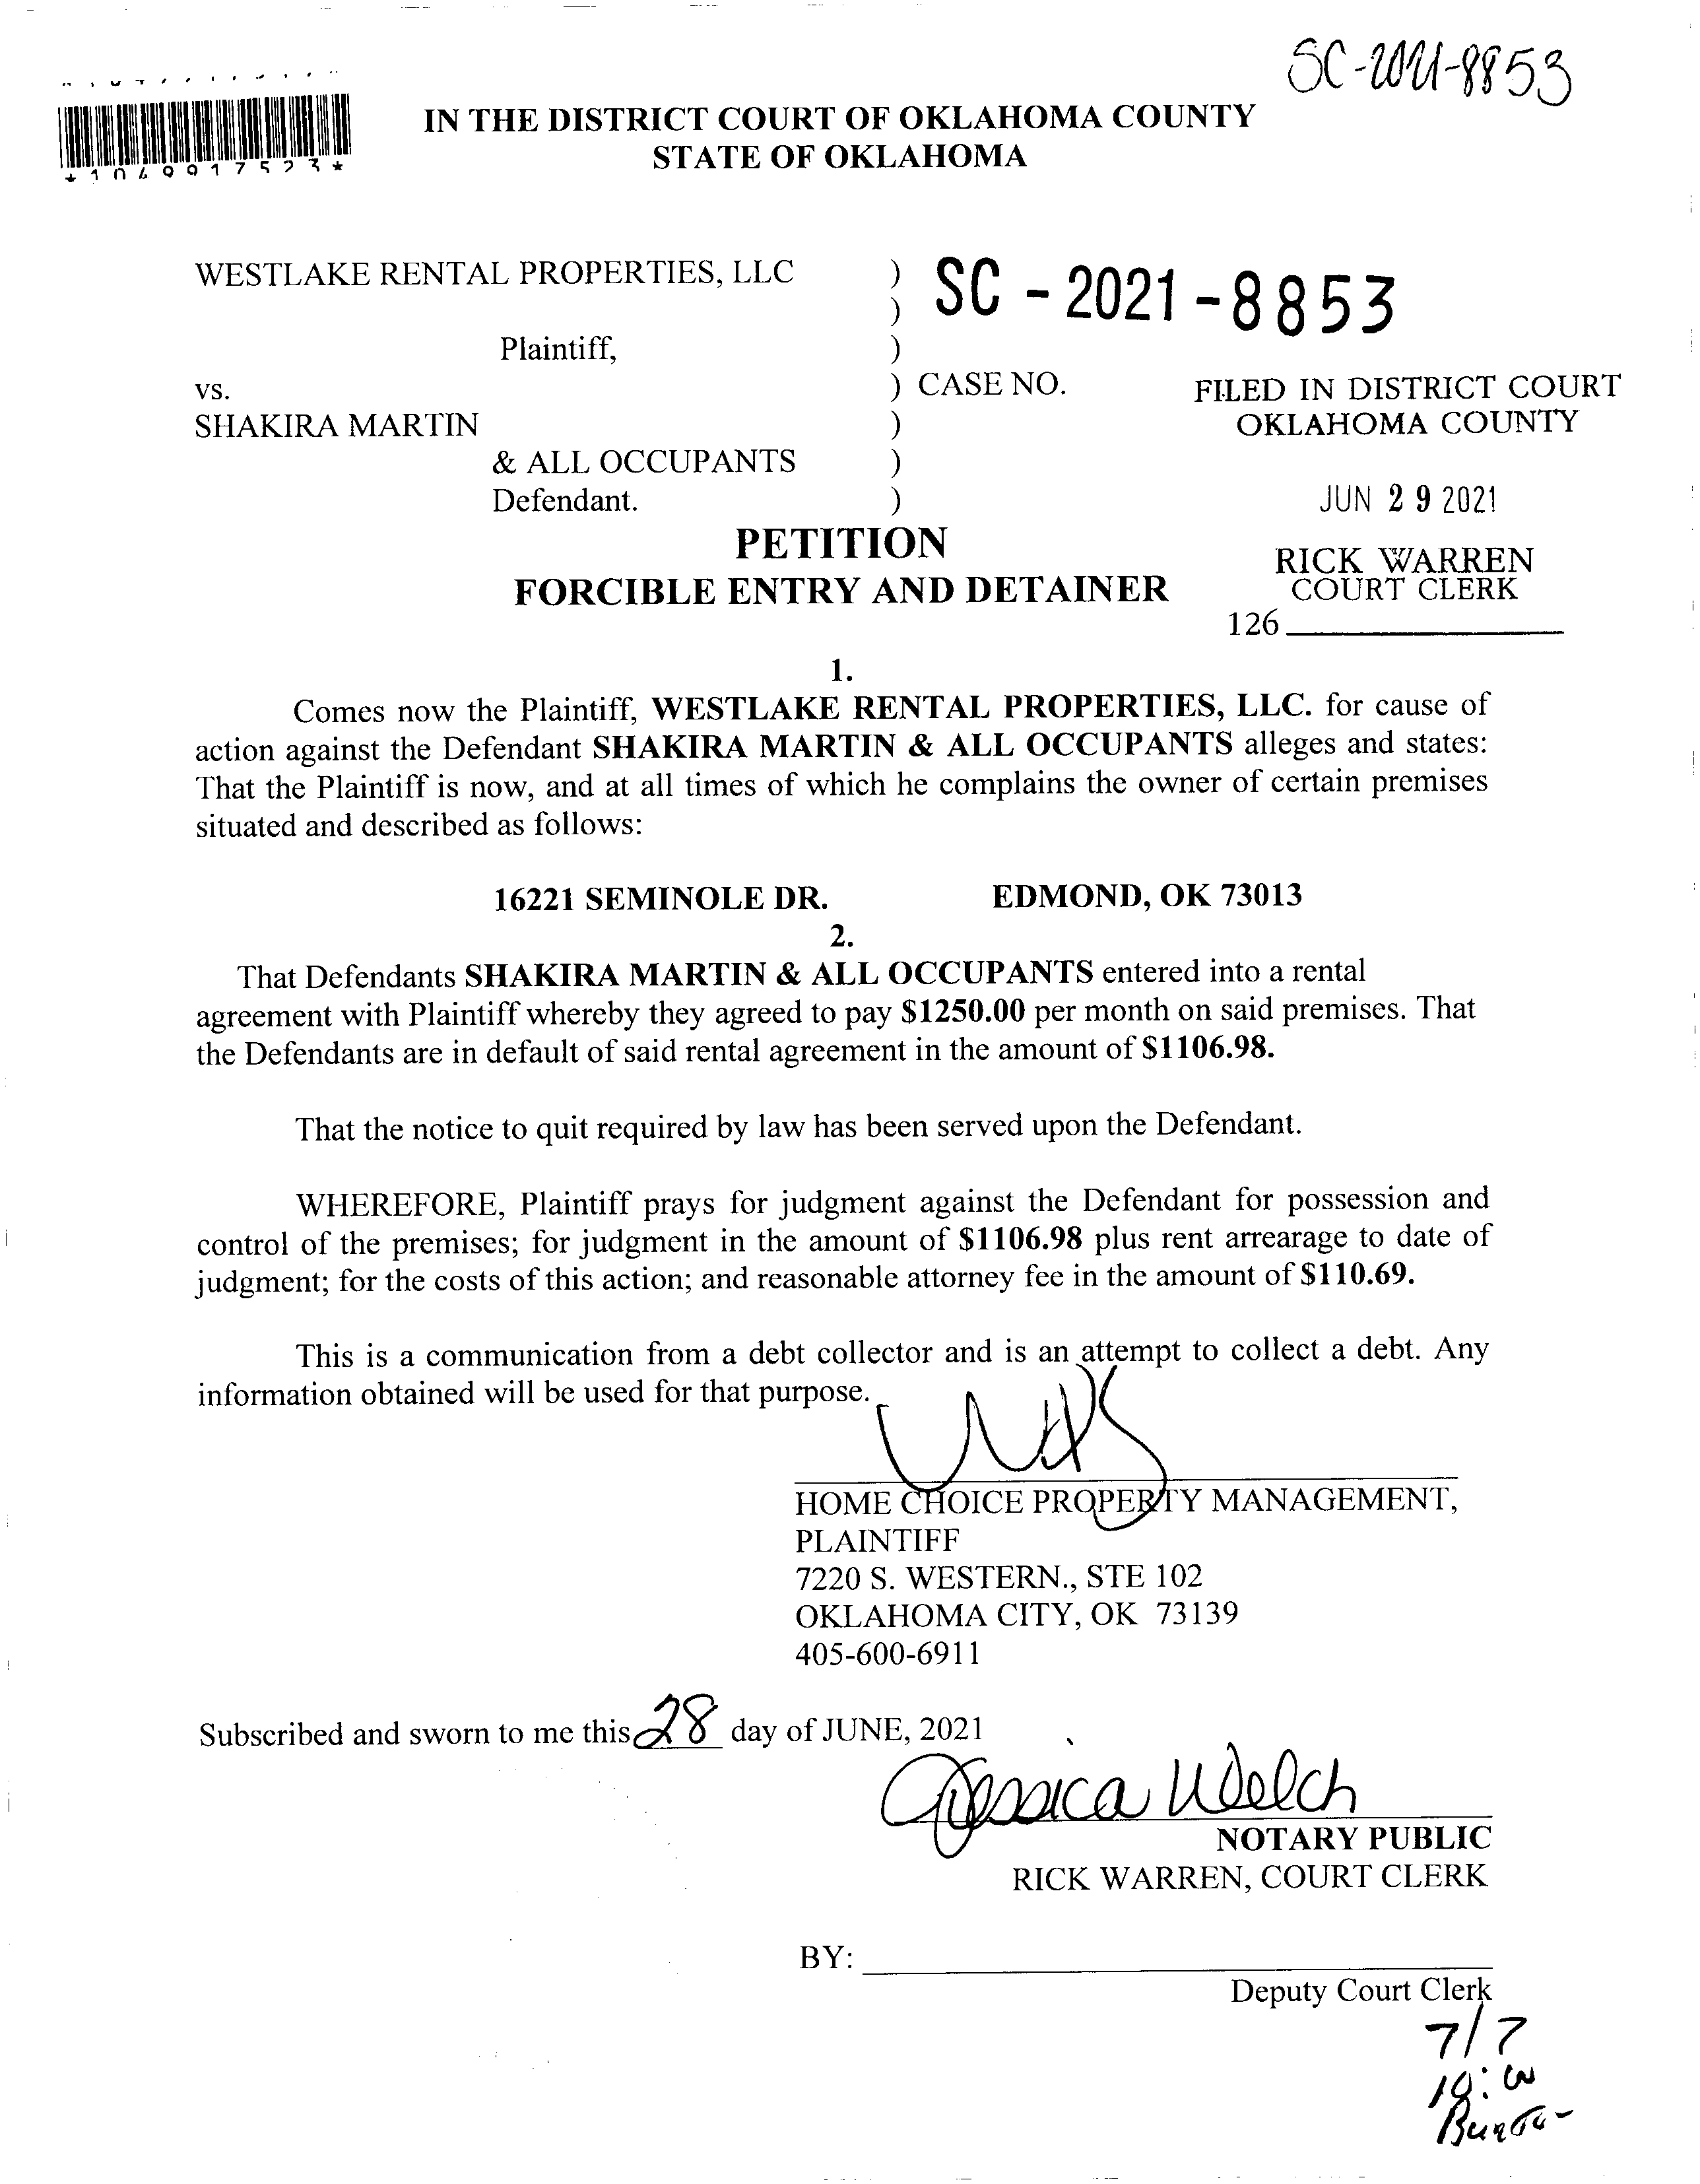 SC-2021-8853
*1049917523*
IN THE DISTRICT COURT OF OKLAHOMA COUNTY
STATE OF OKLAHOMA
WESTLAKE RENTAL PROPERTIES, LLC )
) SC - 2021 - 8853
Plaintiff, )
vs. ) CASE NO. FILED IN DISTRICT COURT
SHAKIRA MARTIN ) OKLAHOMA COUNTY
& ALL OCCUPANTS )
Defendant. ) JUN 29 2021
PETITION
RICK WARREN
FORCIBLE ENTRY AND DETAINER
COURT CLERK
126
1.
Comes now the Plaintiff, WESTLAKE RENTAL PROPERTIES, LLC. for cause of
action against the Defendant SHAKIRA MARTIN & ALL OCCUPANTS alleges and states:
That the Plaintiff is now, and at all times of which he complains the owner of certain premises
situated and described as follows:
16221 SEMINOLE DR. EDMOND, OK 73013
2.
That Defendants SHAKIRA MARTIN & ALL OCCUPANTS entered into a rental
agreement with Plaintiff whereby they agreed to pay $1250.00 per month on said premises. That
the Defendants are in default of said rental agreement in the amount of $1106.98.
That the notice to quit required by law has been served upon the Defendant.
WHEREFORE, Plaintiff prays for judgment against the Defendant for possession and
control of the premises; for judgment in the amount of $1106.98 plus rent arrearage to date of
judgment; for the costs of this action; and reasonable attorney fee in the amount of $110.69.
This is a communication from a debt collector and is an attempt to collect a debt. Any
information obtained will be used for that purpose.
HOME CHOICE PROPERTY MANAGEMENT,
PLAINTIFF
7220 S. WESTERN., STE 102
OKLAHOMA CITY, OK 73139
405-600-6911
Subscribed and sworn to me this 28 day of JUNE, 2021
Jessica Welch
NOTARY PUBLIC
RICK WARREN, COURT CLERK
BY:
Deputy Court Clerk
7/7